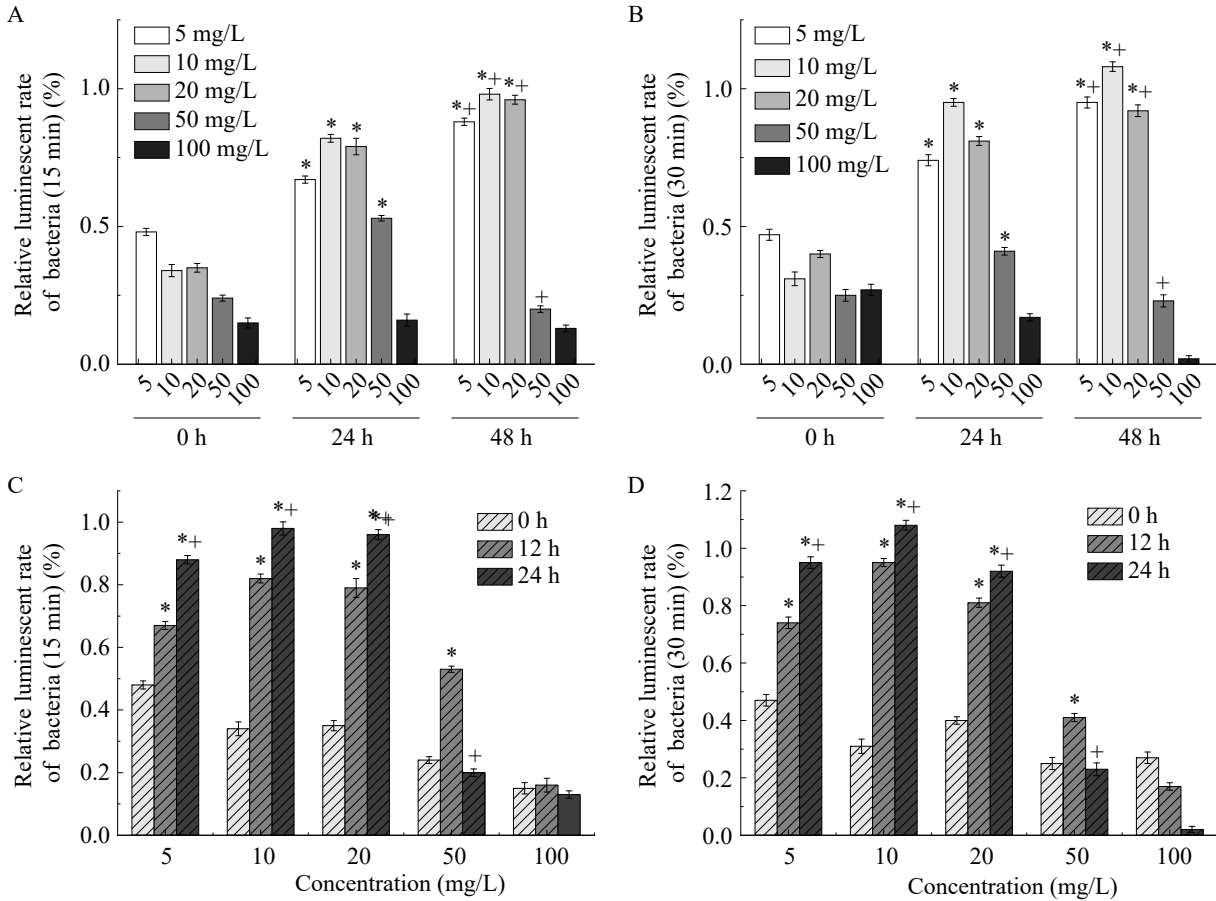 A
Relative luminescent rate
of bacteria (15 min) (%)
1.0
0.5
0.0
5 mg/L
10 mg/L
20 mg/L
50 mg/L
100 mg/L
* * * *
*+ *+ *+ +
5 10 20 50 100 5 10 20 50 100 5 10 20 50 100
0 h 24 h 48 h
B
Relative luminescent rate
of bacteria (30 min) (%)
1.0
0.5
0.0
5 mg/L
10 mg/L
20 mg/L
50 mg/L
100 mg/L
* * * *
*+ *+ *+ +
5 10 20 50 100 5 10 20 50 100 5 10 20 50 100
0 h 24 h 48 h
C
Relative luminescent rate
of bacteria (15 min) (%)
1.0
0.8
0.6
0.4
0.2
0.0
0 h
12 h
24 h
* *+ * *+ * *+ * +
5 10 20 50 100
Concentration (mg/L)
D
Relative luminescent rate
of bacteria (30 min) (%)
1.2
1.0
0.8
0.6
0.4
0.2
0.0
0 h
12 h
24 h
* *+ * *+ * *+ * +
5 10 20 50 100
Concentration (mg/L)